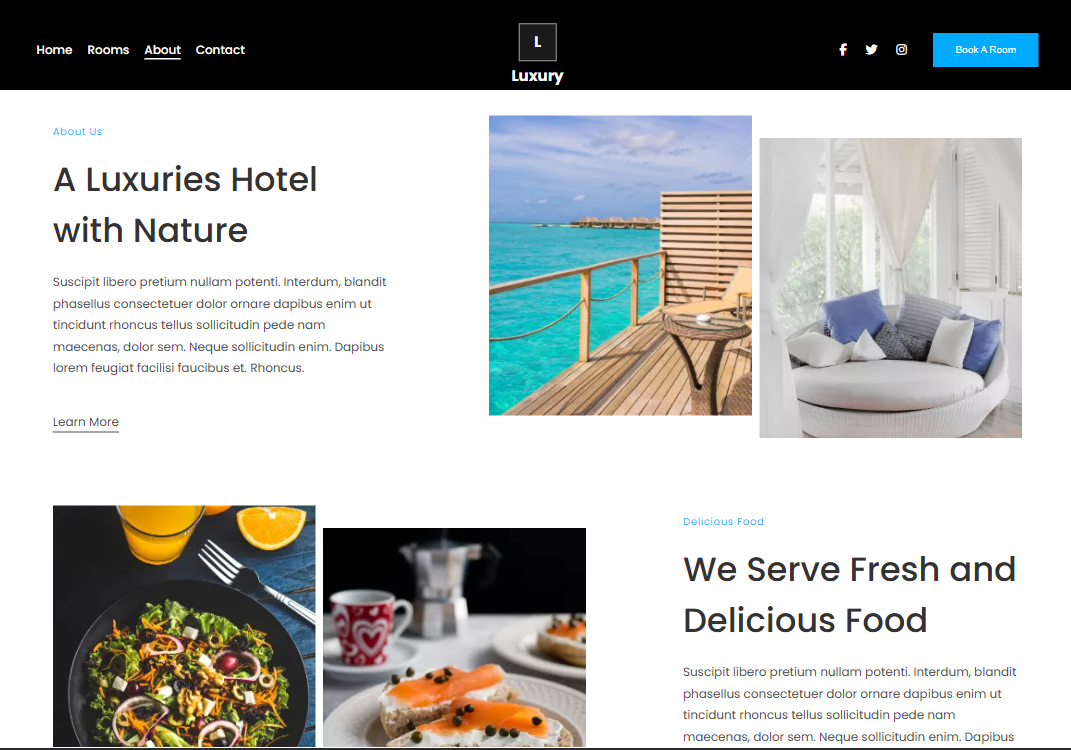 Home Rooms About Contact
L
Luxury
Book A Room
About Us
A Luxuries Hotel
with Nature
Suscipit libero pretium nullam potenti. Interdum, blandit
phasellus consectetuer dolor ornare dapibus enim ut
tincidunt rhoncus tellus sollicitudin pede nam
maecenas, dolor sem. Neque sollicitudin enim. Dapibus
lorem feugiat facilisi faucibus et. Rhoncus.
Learn More
Delicious Food
We Serve Fresh and
Delicious Food
Suscipit libero pretium nullam potenti. Interdum, blandit
phasellus consectetuer dolor ornare dapibus enim ut
tincidunt rhoncus tellus sollicitudin pede nam
maecenas, dolor sem. Neque sollicitudin enim. Dapibus